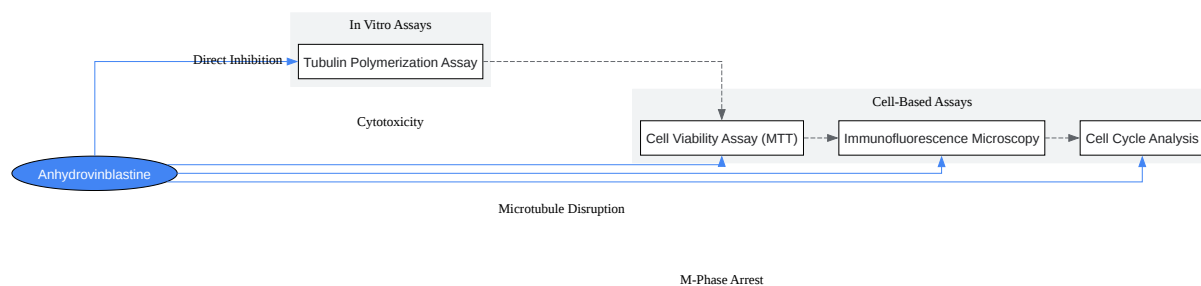 In Vitro Assays
Direct Inhibition
Tubulin Polymerization Assay
Cell-Based Assays
Cytotoxicity
Cell Viability Assay (MTT)
Immunofluorescence Microscopy
Cell Cycle Analysis
Anhydrovinblastine
Microtubule Disruption
M-Phase Arrest